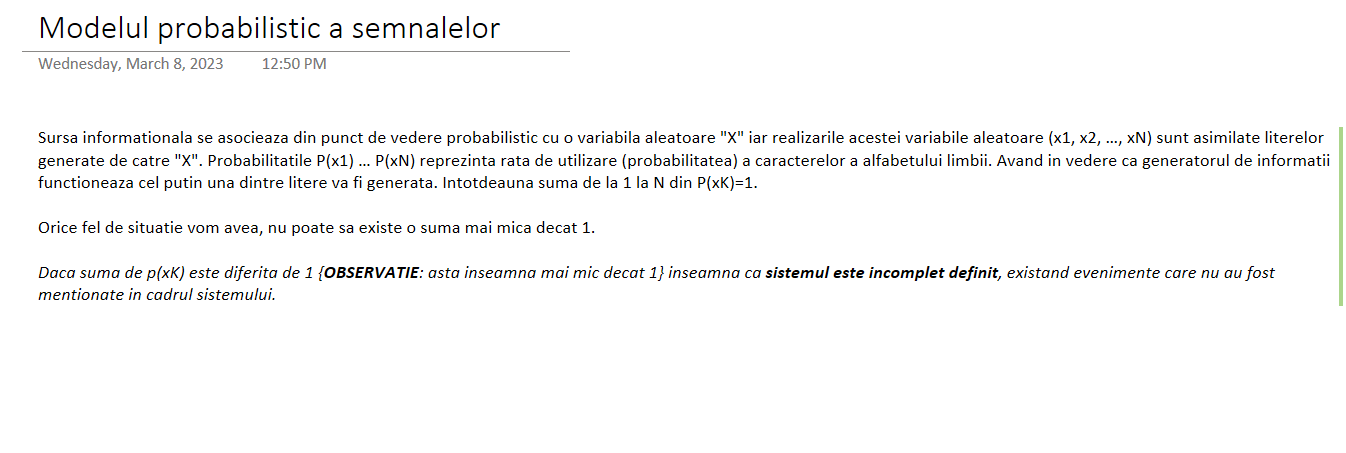 Modelul probabilistic a semnalelor
Wednesday, March 8, 2023 12:50 PM
Sursa informationala se asocieaza din punct de vedere probabilistic cu o variabila aleatoare "X" iar realizarile acestei variabile aleatoare (x1, x2, ..., xN) sunt asimilate literelor
generate de catre "X". Probabilitatile P(x1) ... P(xN) reprezinta rata de utilizare (probabilitatea) a caracterelor a alfabetului limbii. Avand in vedere ca generatorul de informatii
functioneaza cel putin una dintre litere va fi generata. Intotdeauna suma de la 1 la N din P(xK)=1.
Orice fel de situatie vom avea, nu poate sa existe o suma mai mica decat 1.
Daca suma de p(xK) este diferita de 1 {OBSERVATIE: asta inseamna mai mic decat 1} inseamna ca sistemul este incomplet definit, existand evenimente care nu au fost
mentionate in cadrul sistemului.